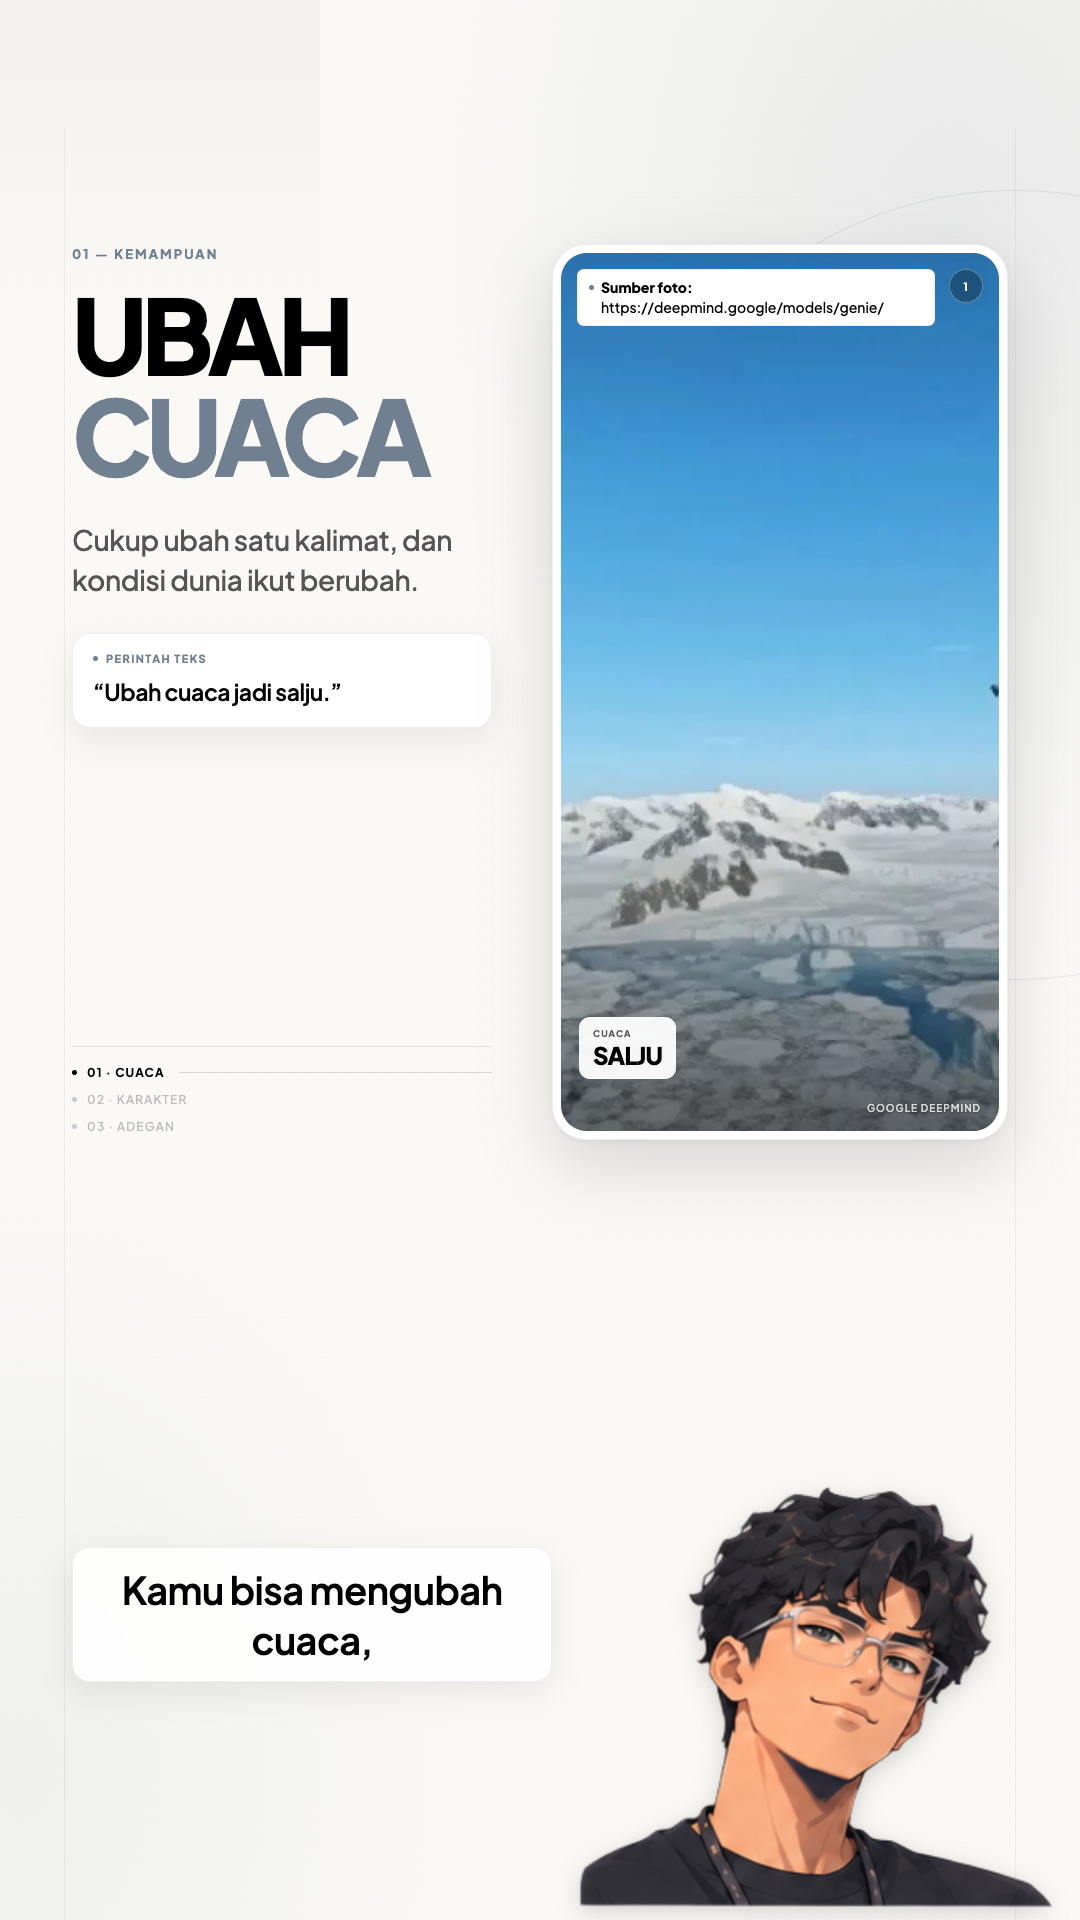 01 — KEMAMPUAN
UBAH
CUACA
Cukup ubah satu kalimat, dan
kondisi dunia ikut berubah.
• PERINTAH TEKS
“Ubah cuaca jadi salju.”
• 01 · CUACA
• 02 · KARAKTER
• 03 · ADEGAN
• Sumber foto:
https://deepmind.google/models/genie/
1
CUACA
SALJU
GOOGLE DEEPMIND
Kamu bisa mengubah
cuaca,